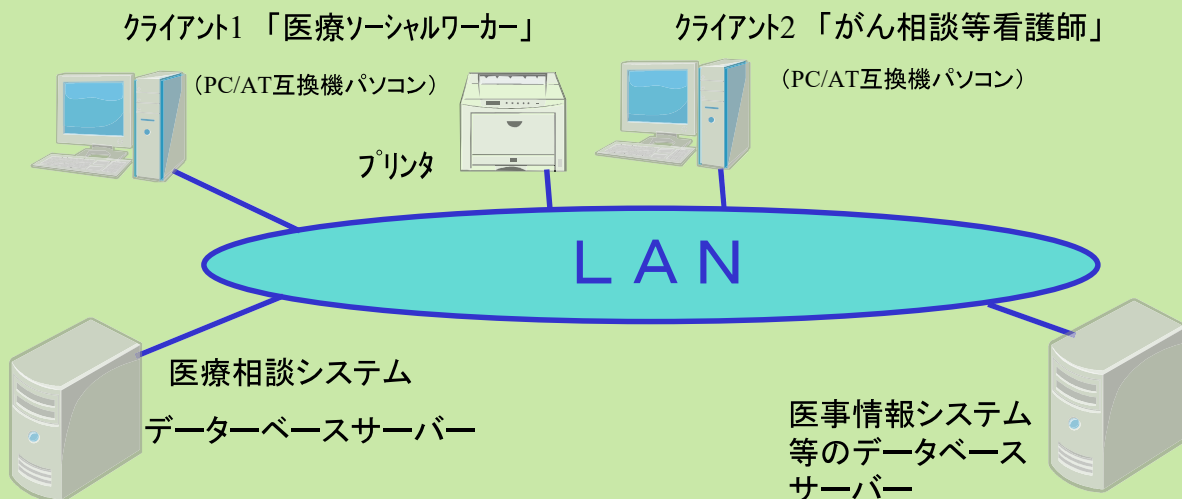 クライアント1 「医療ソーシャルワーカー」
クライアント2 「がん相談等看護師」
（PC/AT互換機パソコン）
（PC/AT互換機パソコン）
プリンタ
ＬＡＮ
医療相談システム
データーベースサーバー
医事情報システム
等のデータベース
サーバー